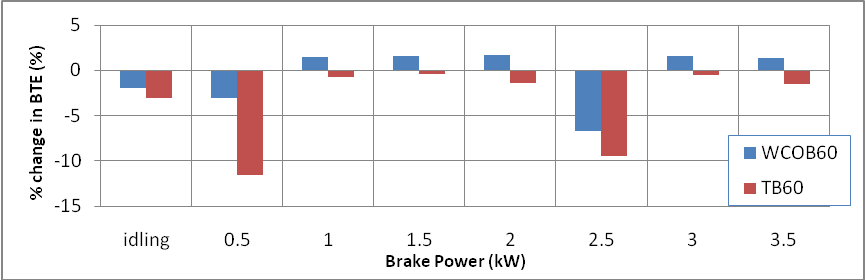 % change in BTE (%)
5
0
-5
-10
-15
WCOB60
TB60
idling 0.5 1 1.5 2 2.5 3 3.5
Brake Power (kW)